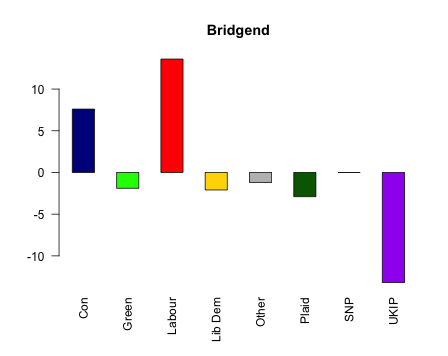 Bridgend
10
5
0
-5
-10
Con
Green
Labour
Lib Dem
Other
Plaid
SNP
UKIP